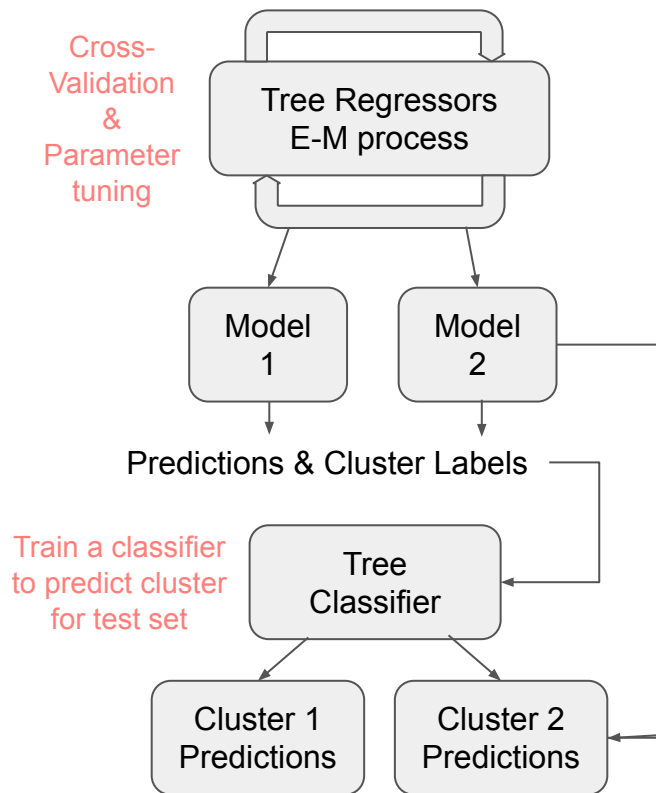 Cross-
Validation
&
Parameter
tuning
Tree Regressors
E-M process
Model
1
Model
2
Predictions & Cluster Labels
Train a classifier
to predict cluster
for test set
Tree
Classifier
Cluster 1
Predictions
Cluster 2
Predictions